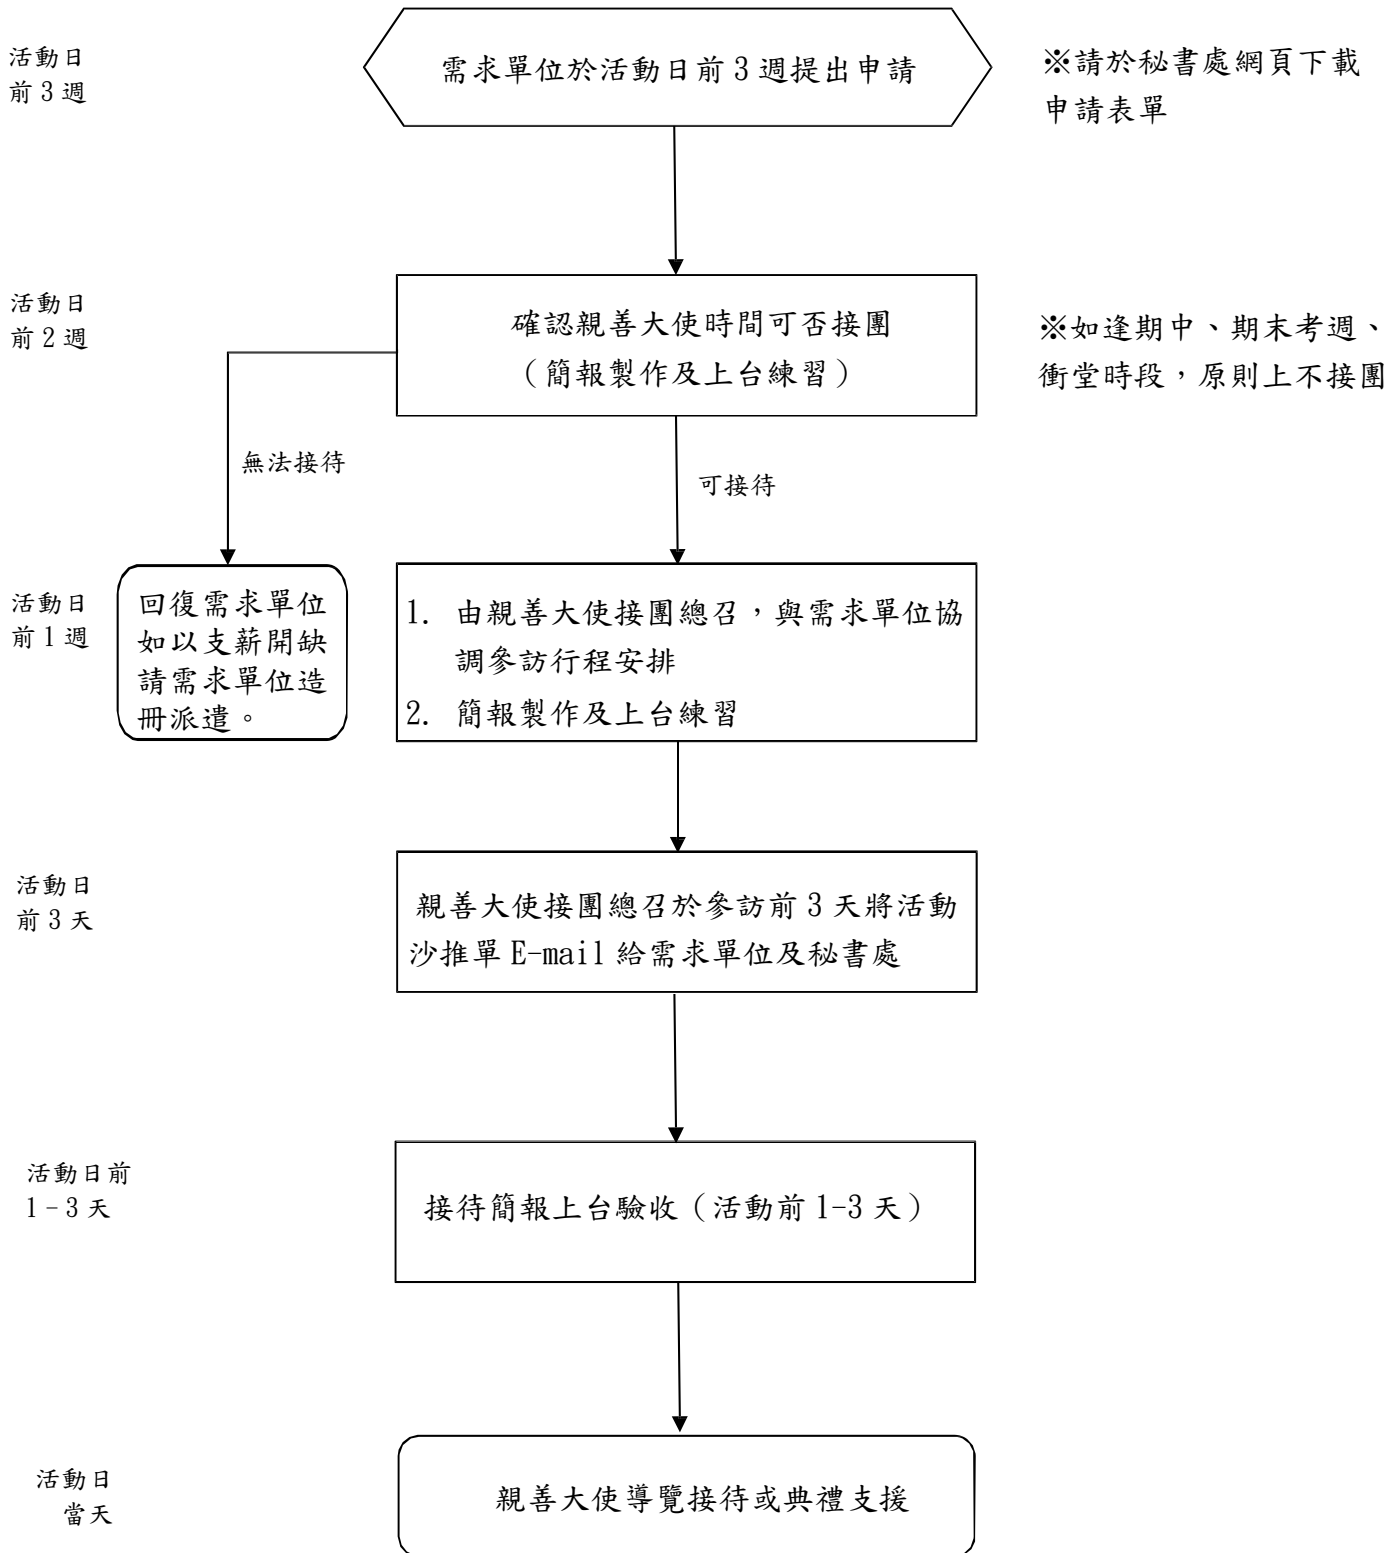 活動日
前 3 週
需求單位於活動日前 3 週提出申請
※請於秘書處網頁下載
申請表單
活動日
前 2 週
確認親善大使時間可否接團
（簡報製作及上台練習）
※如逢期中、期末考週、
衝堂時段，原則上不接團
無法接待
可接待
活動日
前 1 週
回復需求單位
如以支薪開缺
請需求單位造
冊派遣。
1. 由親善大使接團總召，與需求單位協
調參訪行程安排
2. 簡報製作及上台練習
活動日
前 3 天
親善大使接團總召於參訪前 3 天將活動
沙推單 E-mail 給需求單位及秘書處
活動日前
1－3 天
接待簡報上台驗收（活動前 1-3 天）
活動日
當天
親善大使導覽接待或典禮支援